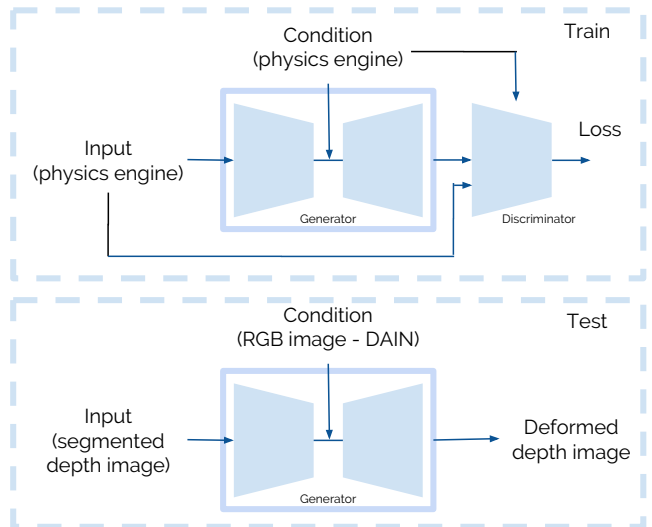 Train
Condition
(physics engine)
Input
(physics engine)
Loss
Generator
Discriminator
Test
Condition
(RGB image - DAIN)
Input
(segmented
depth image)
Deformed
depth image
Generator